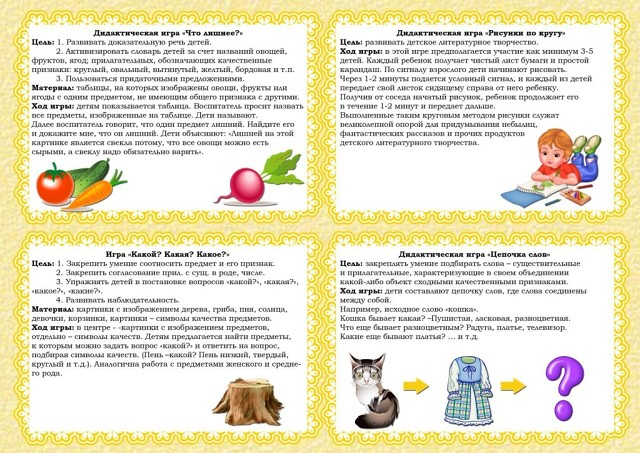 Дидактическая игра «Что лишнее?»
Цель: 1. Развивать доказательную речь детей.
2. Активизировать словарь детей за счет названий овощей,
фруктов, ягод; прилагательных, обозначающих качественные
признаки: круглый, овальный, вытянутый, желтый, бордовая и т.п.
3. Пользоваться придаточными предложениями.
Материал: таблицы, на которых изображены овощи, фрукты или
ягоды с одним предметом, не имеющим общего признака с другими.
Ход игры: детям показывается таблица. Воспитатель просит назвать
все предметы, изображенные на таблице. Дети называют.
Далее воспитатель говорит, что один предмет лишний. Найдите его
и докажите мне, что он лишний. Дети объясняют: «Лишней на этой
картинке является свекла потому, что все овощи можно есть
сырыми, а свеклу надо обязательно варить».
Дидактическая игра «Рисунки по кругу»
Цель: развивать детское литературное творчество.
Ход игры: в этой игре предполагается участие как минимум 3-5
детей. Каждый ребенок получает чистый лист бумаги и простой
карандаш. По сигналу взрослого дети начинают рисовать.
Через 1-2 минуты подается условный сигнал, и каждый из детей
передает свой листок сидящему справа от него ребенку.
Получив от соседа начатый рисунок, ребенок продолжает его
в течение 1-2 минут и передает дальше.
Выполненные таким круговым методом рисунки служат
великолепной опорой для придумывания небылиц,
фантастических рассказов и прочих продуктов
детского литературного творчества.
Игра «Какой? Какая? Какое?»
Цель: 1. Закрепить умение соотносить предмет и его признак.
2. Закрепить согласование прил. с сущ. в роде, числе.
3. Упражнять детей в постановке вопросов «какой?», «какая?»,
«какое?», «какие?».
4. Развивать наблюдательность.
Материал: картинки с изображением дерева, гриба, пня, солнца,
девочки, корзинки, картинки – символы качества предметов.
Ход игры: в центре - -картинки с изображением предметов,
отдельно – символы качеств. Детям предлагается найти предметы,
к которым можно задать вопрос «какой?» и ответить на вопрос,
подбирая символы качеств. (Пень –какой? Пень низкий, твердый,
круглый и т.д.). Аналогична работа с предметами женского и средне-
го рода.
Дидактическая игра «Цепочка слов»
Цель: закреплять умение подбирать слова – существительные
и прилагательные, характеризующие в своем объединении
какой-либо объект сходными качественными признаками.
Ход игры: дети составляют цепочку слов, где слова соединены
между собой.
Например, исходное слово «кошка».
Кошка бывает какая? –Пушистая, ласковая, разноцветная.
Что еще бывает разноцветным? Радуга, платье, телевизор.
Какие еще бывают платья? ... и т.д.